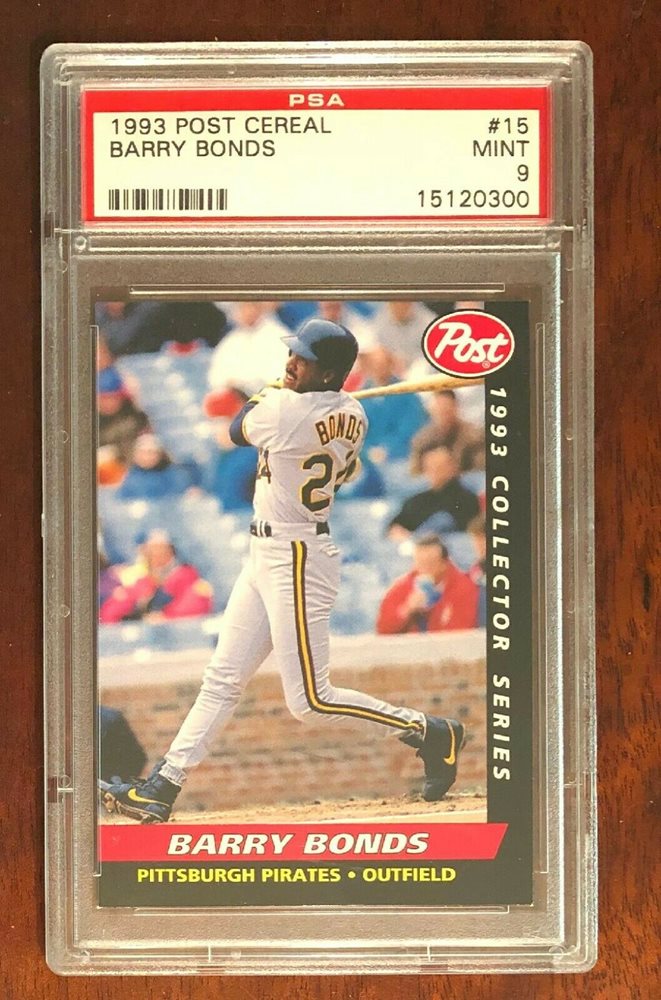 PSA
1993 POST CEREAL #15
BARRY BONDS MINT
9
15120300
Post
1993 COLLECTOR SERIES
BONDS
24
BARRY BONDS
PITTSBURGH PIRATES • OUTFIELD